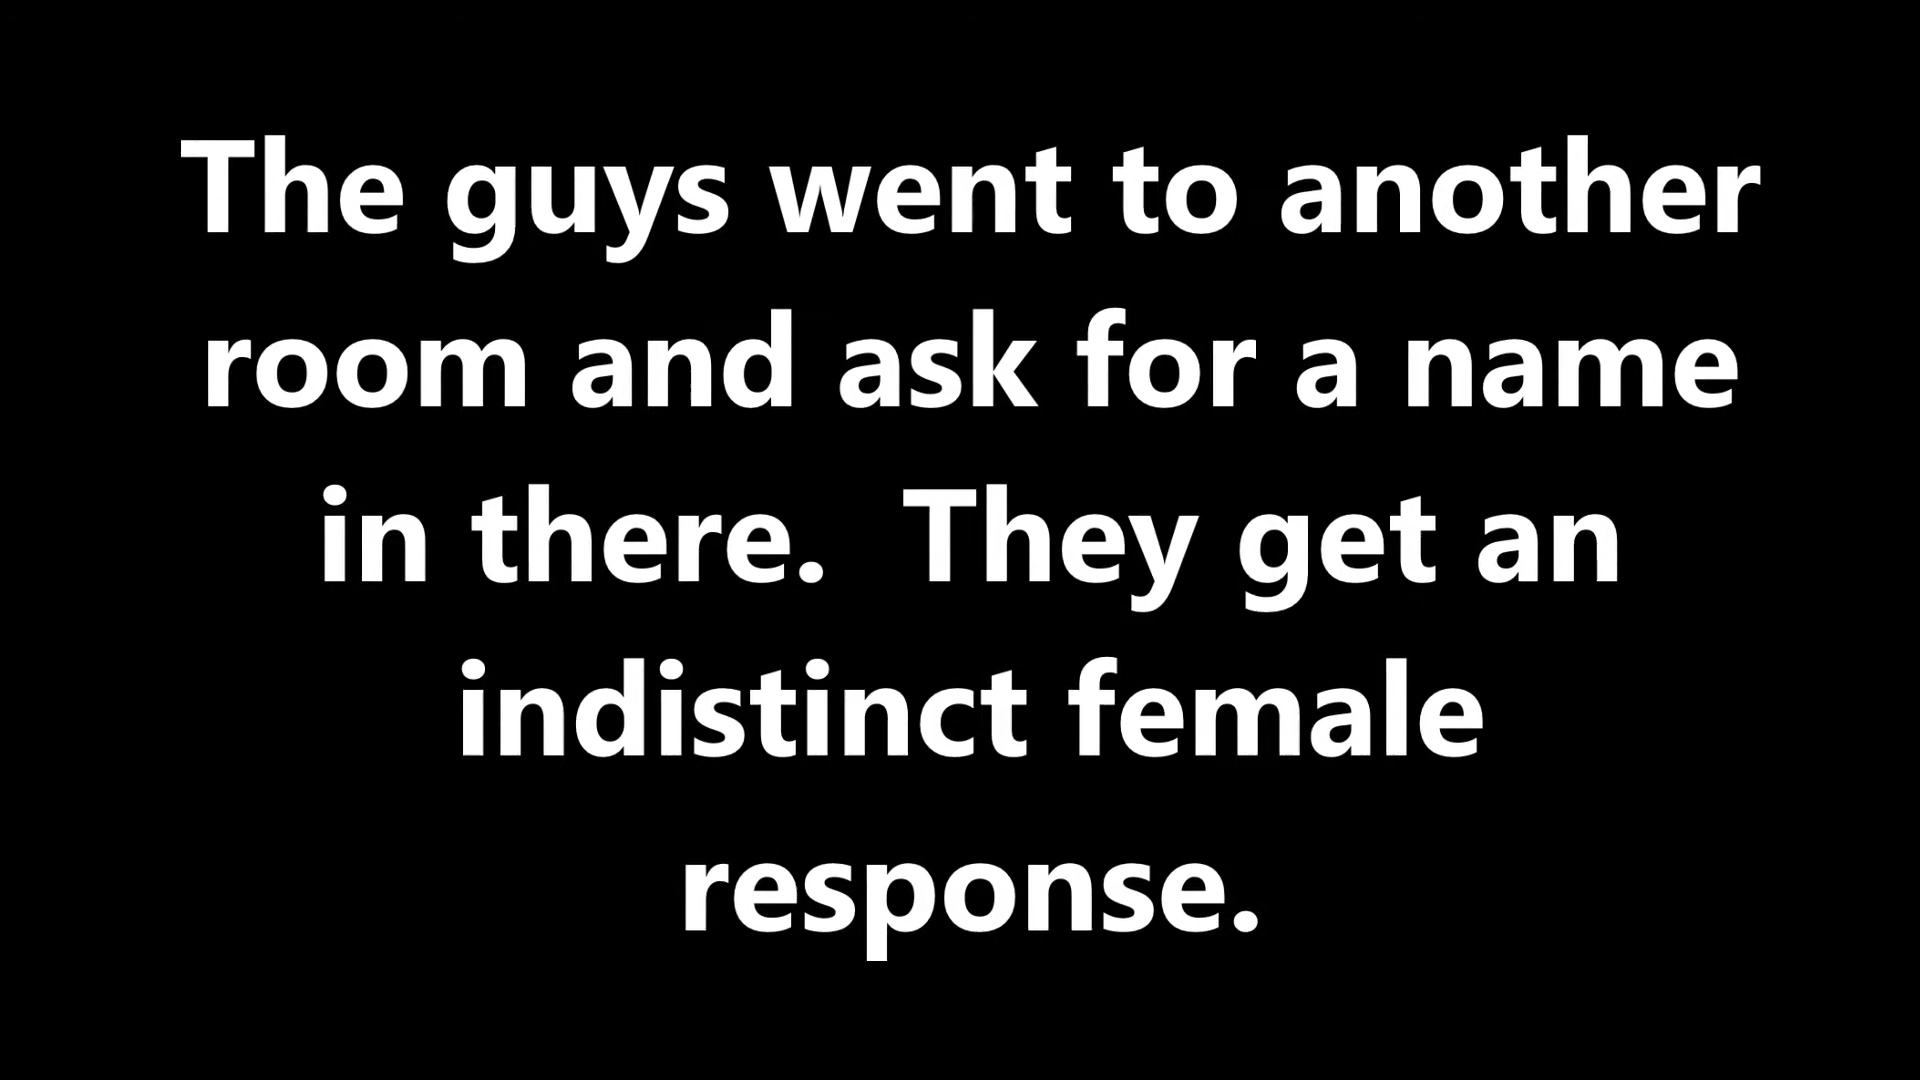 The guys went to another
room and ask for a name
in there.  They get an
indistinct female
response.